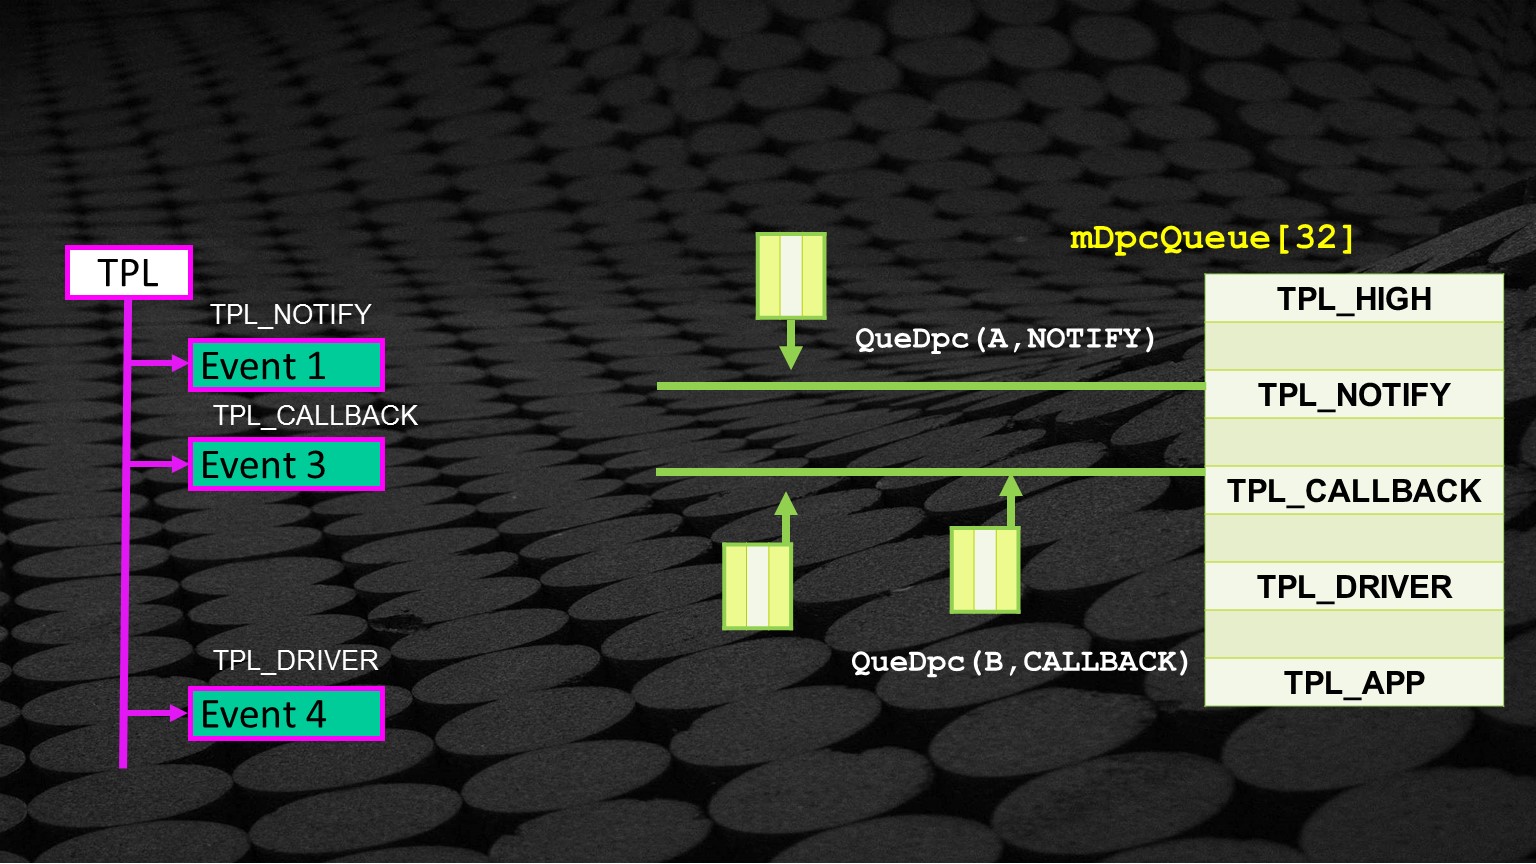 TPL
TPL_NOTIFY
Event 1
TPL_CALLBACK
Event 3
TPL_DRIVER
Event 4
QueDpc(A,NOTIFY)
QueDpc(B,CALLBACK)
mDpcQueue[32]
TPL_HIGH
TPL_NOTIFY
TPL_CALLBACK
TPL_DRIVER
TPL_APP